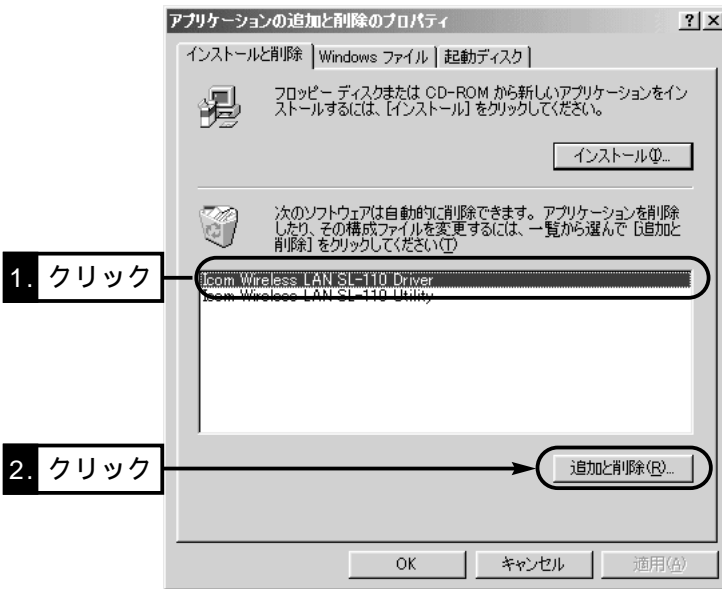 アプリケーションの追加と削除のプロパティ
インストールと削除 Windows ファイル 起動ディスク
フロッピー ディスクまたは CD-ROM から新しいアプリケーションをイン
ストールするには、[インストール] をクリックしてください。
インストール(I)...
次のソフトウェアは自動的に削除できます。アプリケーションを削除
したり、その構成ファイルを変更するには、一覧から選んで [追加と
削除] をクリックしてください(T)
1. クリック
Icom Wireless LAN SL-110 Driver
Icom Wireless LAN SL-110 Utility
2. クリック
追加と削除(R)...
OK キャンセル 適用(A)